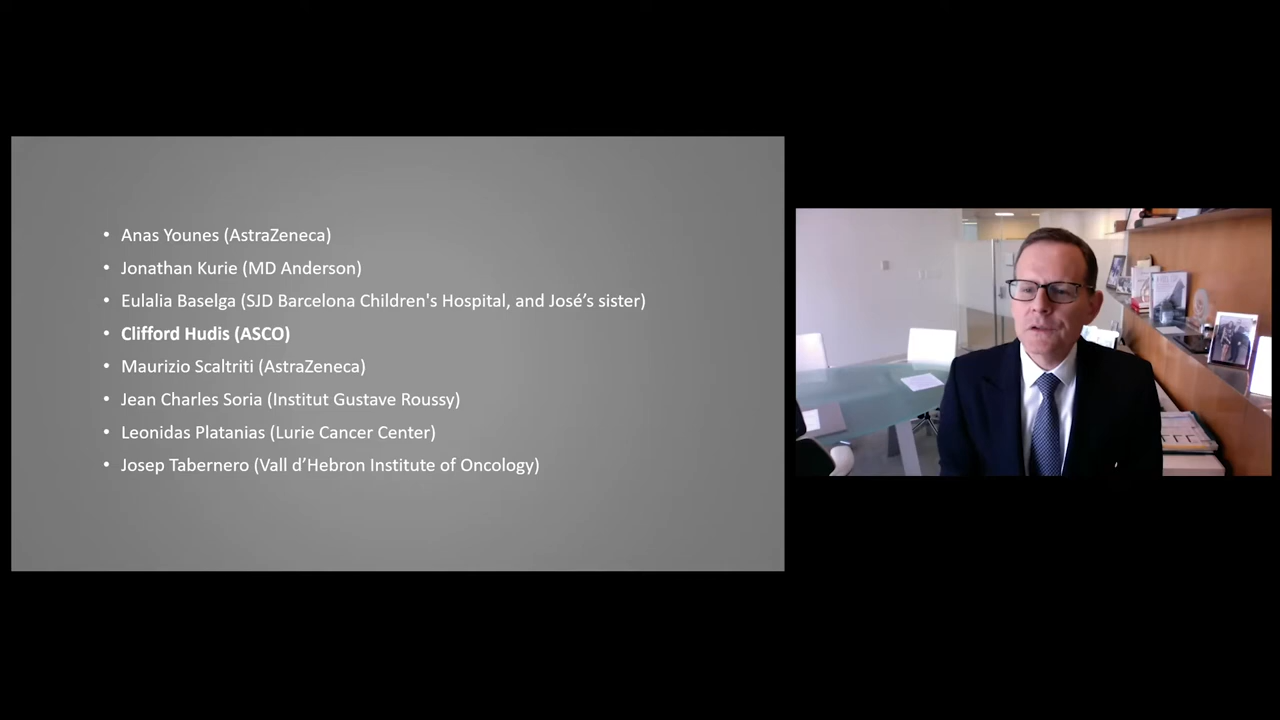 • Anas Younes (AstraZeneca)
• Jonathan Kurie (MD Anderson)
• Eulalia Baselga (SJD Barcelona Children's Hospital, and José’s sister)
• Clifford Hudis (ASCO)
• Maurizio Scaltriti (AstraZeneca)
• Jean Charles Soria (Institut Gustave Roussy)
• Leonidas Platanias (Lurie Cancer Center)
• Josep Tabernero (Vall d’Hebron Institute of Oncology)